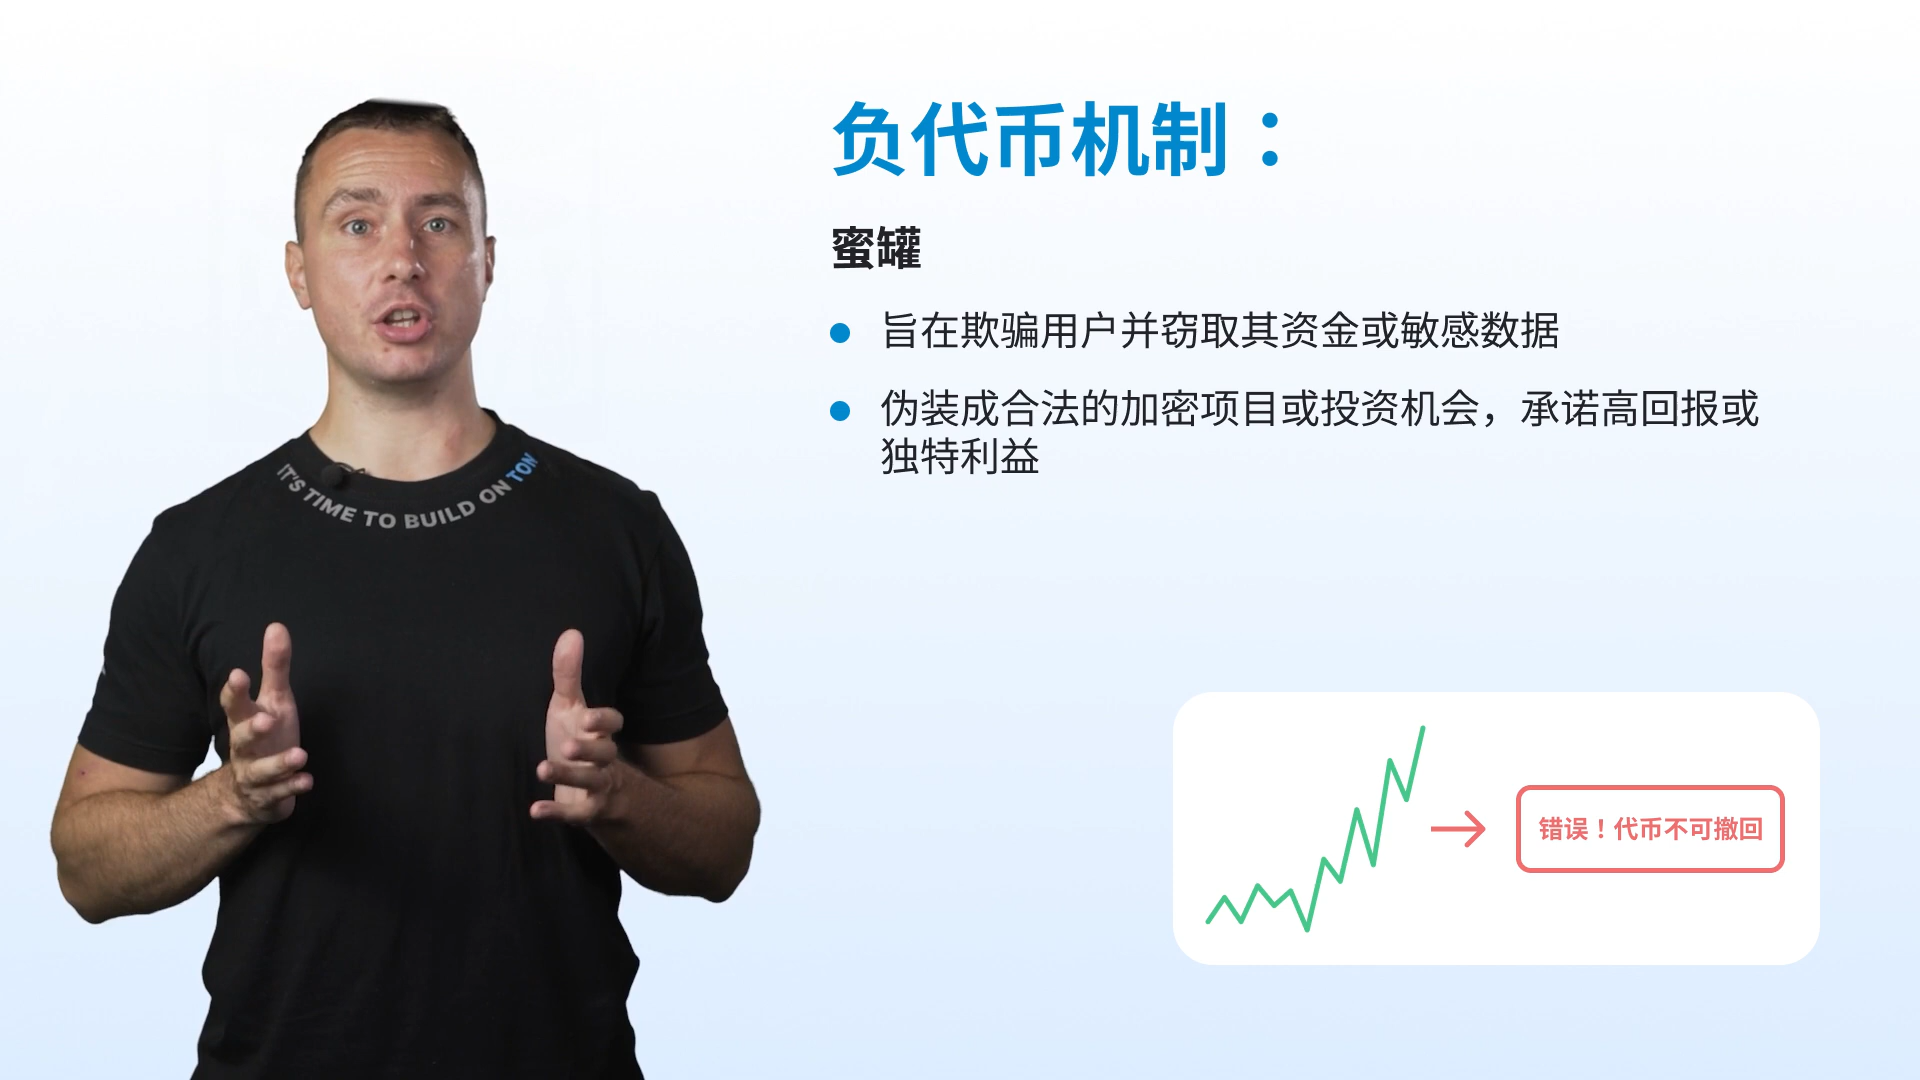 负代币机制：
蜜罐
旨在欺骗用户并窃取其资金或敏感数据
伪装成合法的加密项目或投资机会，承诺高回报或
独特利益
IT'S TIME TO BUILD ON TON
错误！代币不可撤回